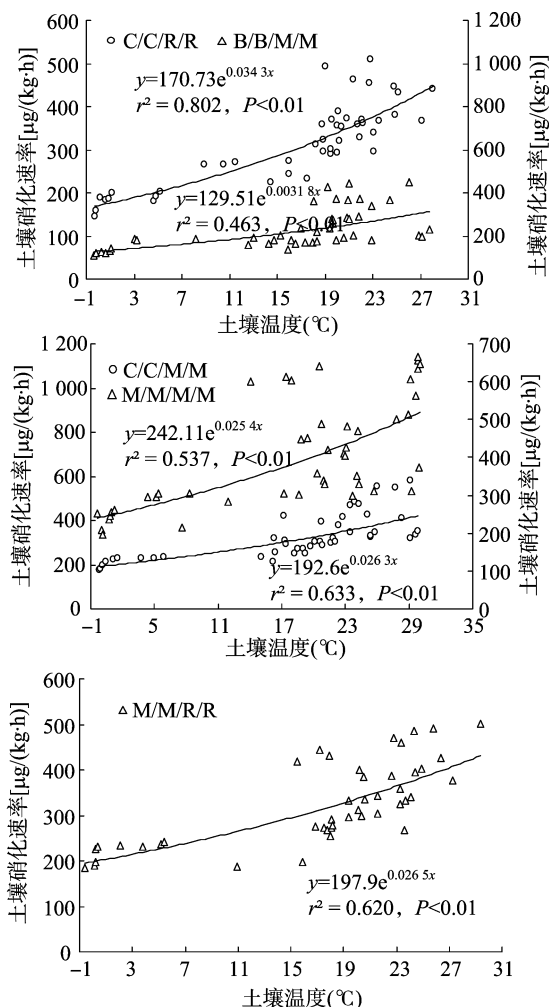 600
1 200
C/C/R/R B/B/M/M
500
1 000
y=170.73e^0.034 3x
r² = 0.802，P<0.01
400
800
300
600
y=129.51e^0.0031 8x
r² = 0.463，P<0.01
200
400
100
200
0
0
土壤硝化速率[μg/(kg·h)]
土壤硝化速率[μg/(kg·h)]
-1 3 7 11 15 19 23 27 31
土壤温度(℃)
1 200
700
C/C/M/M
M/M/M/M
1 000
600
y=242.11e^0.025 4x
r² = 0.537，P<0.01
800
500
600
400
300
400
200
200
100
y=192.6e^0.026 3x
r² = 0.633，P<0.01
0
0
土壤硝化速率[μg/(kg·h)]
土壤硝化速率[μg/(kg·h)]
-1 5 11 17 23 29 35
土壤温度(℃)
600
M/M/R/R
500
400
300
200
y=197.9e^0.026 5x
r² = 0.620，P<0.01
100
0
土壤硝化速率[μg/(kg·h)]
-1 3 7 11 15 19 23 27 31
土壤温度(℃)